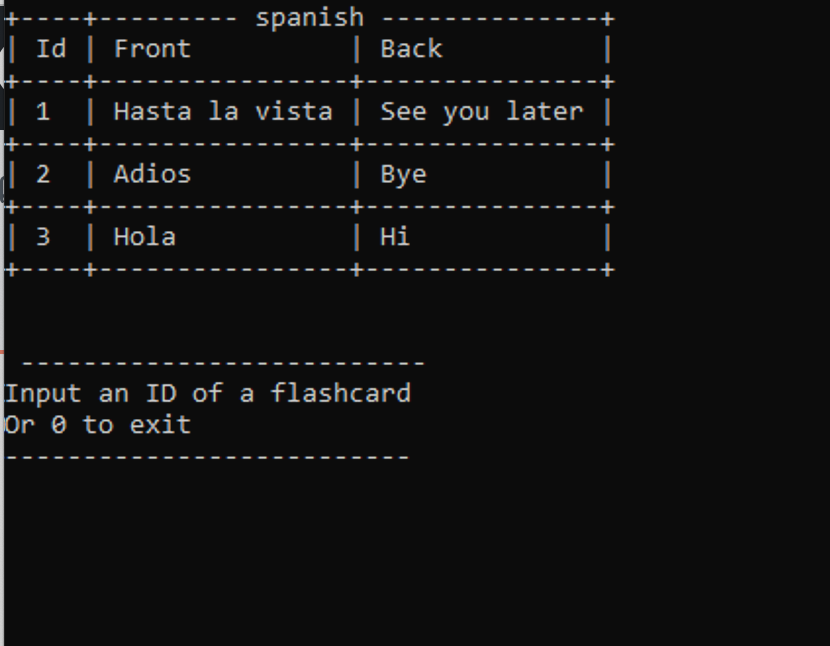 +----+--------- spanish ---------------+
| Id | Front          | Back          |
+----+----------------+---------------+
| 1  | Hasta la vista | See you later |
+----+----------------+---------------+
| 2  | Adios          | Bye           |
+----+----------------+---------------+
| 3  | Hola           | Hi            |
+----+----------------+---------------+
--------------------------
Input an ID of a flashcard
Or 0 to exit
--------------------------